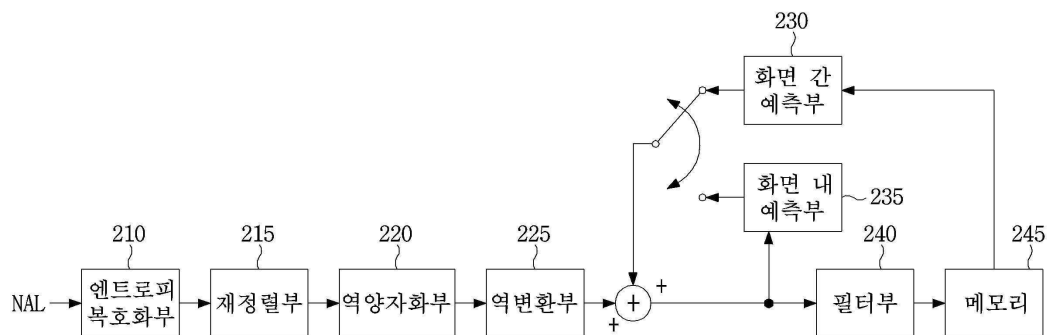 230
화면 간
예측부
화면 내
예측부
235
210
215
220
225
240
245
NAL
엔트로피
복호화부
재정렬부
역양자화부
역변환부
+
+
+
필터부
메모리